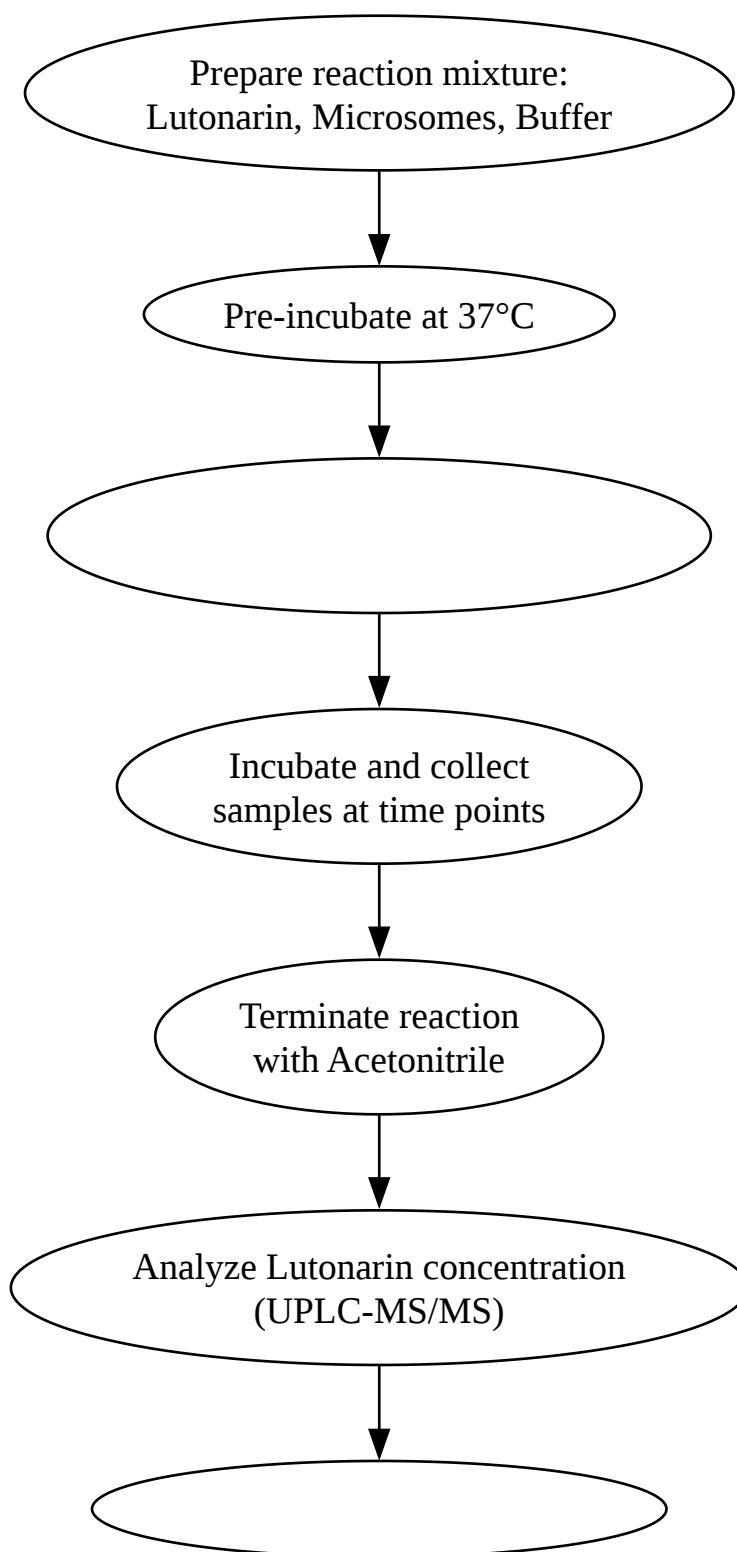 Prepare reaction mixture:
Lutonarin, Microsomes, Buffer
Pre-incubate at 37°C
Incubate and collect
samples at time points
Terminate reaction
with Acetonitrile
Analyze Lutonarin concentration
(UPLC-MS/MS)